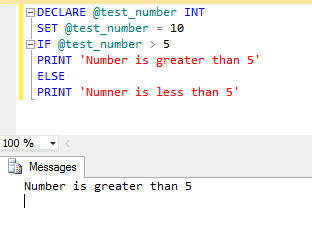 DECLARE @test_number INT
SET @test_number = 10
IF @test_number > 5
PRINT 'Number is greater than 5'
ELSE
PRINT 'Numner is less than 5'
100 %
Messages
Number is greater than 5